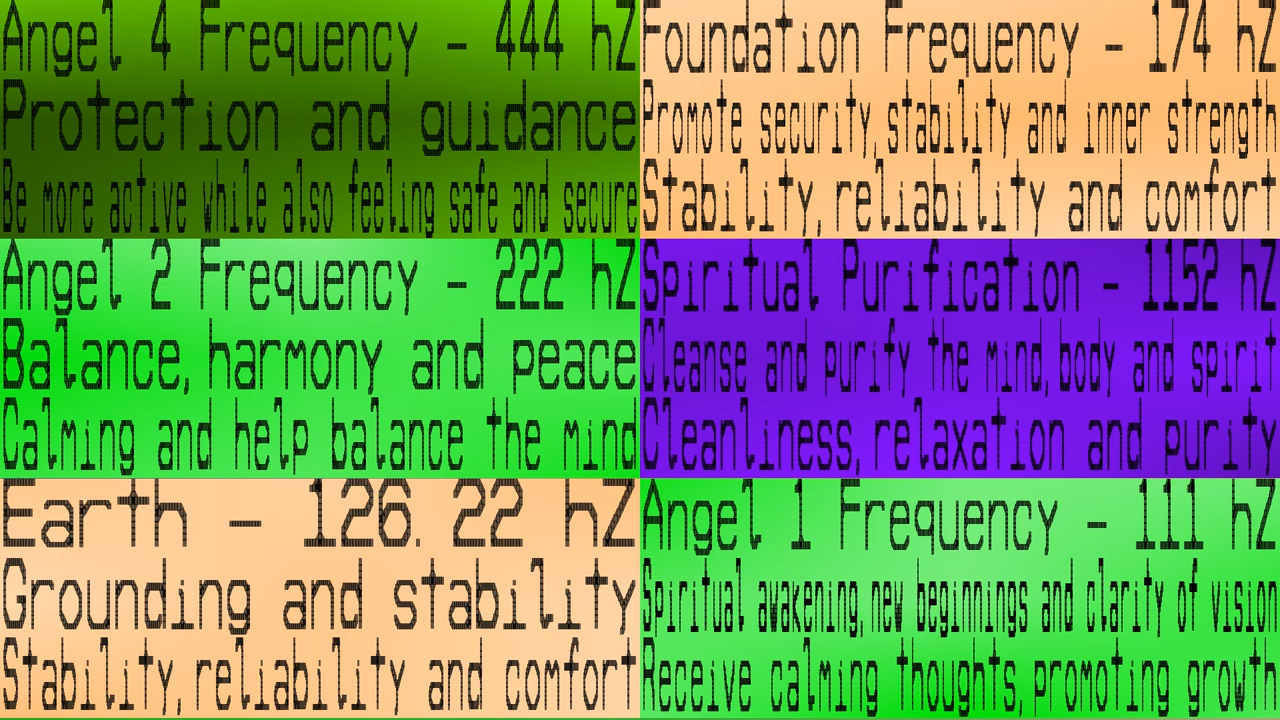 Angel 4 Frequency - 444 hZ
Protection and guidance
Be more active while also feeling safe and secure
Foundation Frequency - 174 hZ
Promote security, stability and inner strength
Stability, reliability and comfort
Angel 2 Frequency - 222 hZ
Balance, harmony and peace
Calming and help balance the mind
Spiritual Purification - 1152 hZ
Cleanse and purify the mind, body and spirit
Cleanliness, relaxation and purity
Earth - 126.22 hZ
Grounding and stability
Stability, reliability and comfort
Angel 1 Frequency - 111 hZ
Spiritual awakening, new beginnings and clarity of vision
Receive calming thoughts, promoting growth